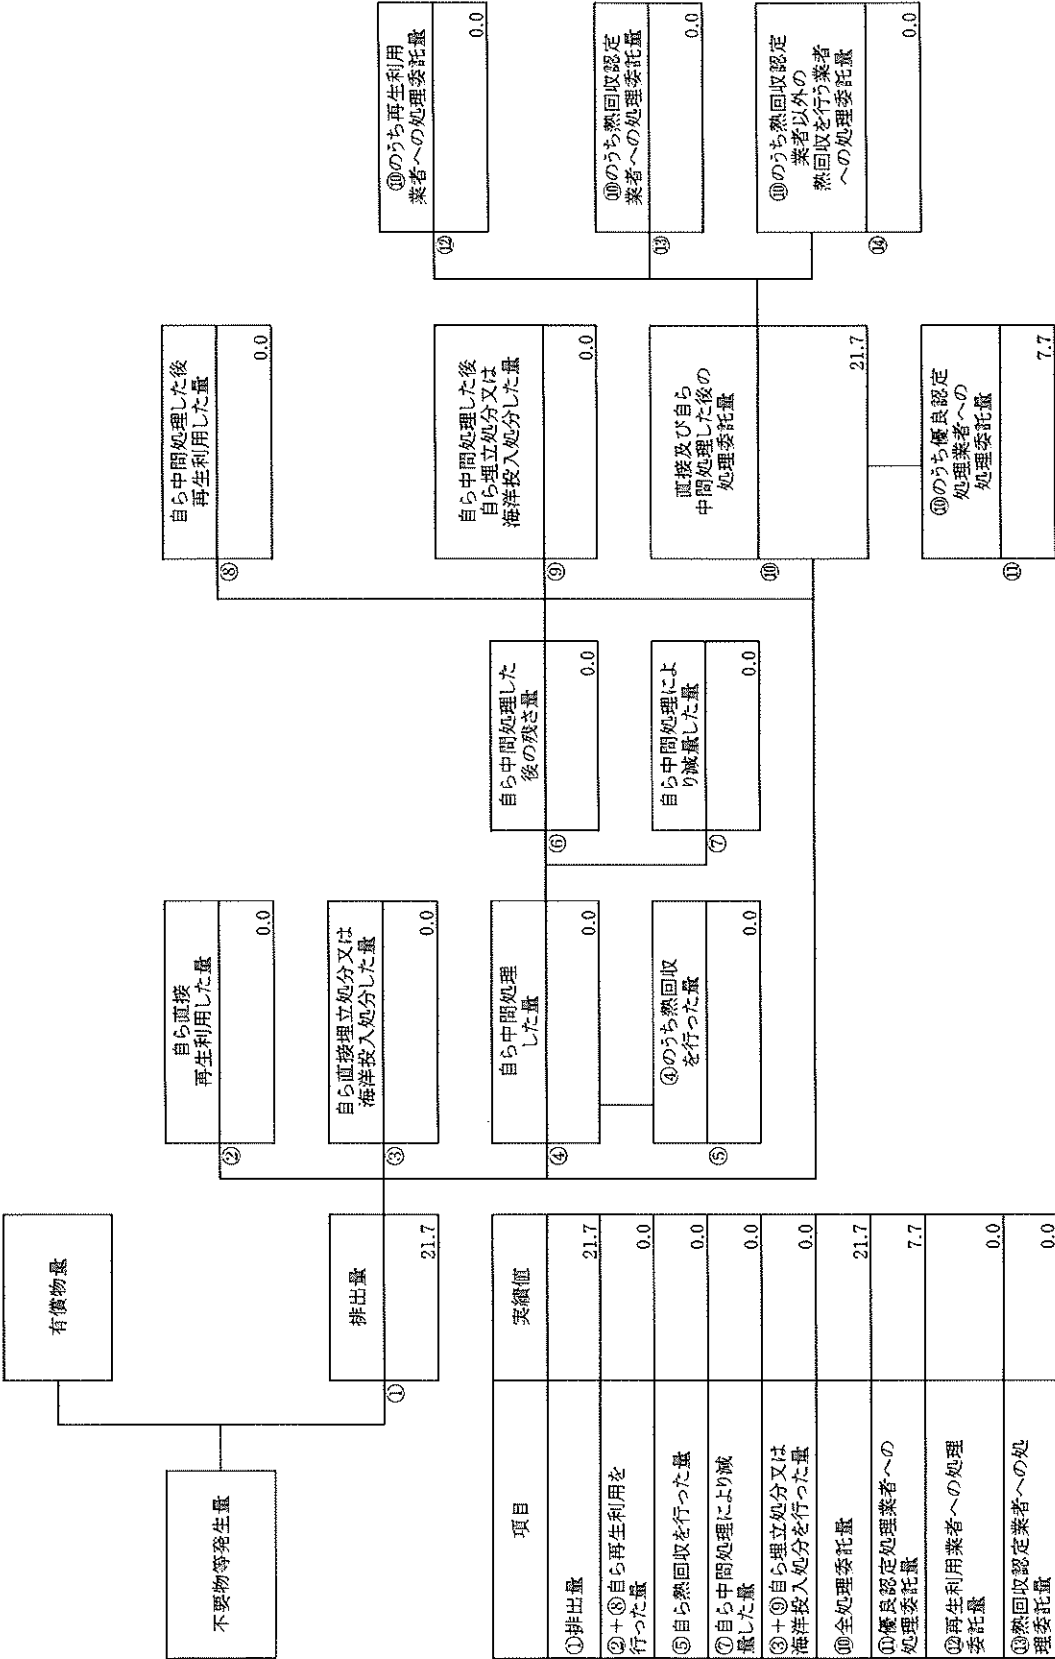 不要物等発生量
有償物量
排出量
①
21.7
自ら直接
再生利用した量
②
0.0
自ら直接埋立処分又は
海洋投入処分した量
③
0.0
自ら中間処理
した量
④
0.0
④のうち熱回収
を行った量
⑤
0.0
自ら中間処理した
後の残さ量
⑥
0.0
自ら中間処理によ
り減量した量
⑦
0.0
自ら中間処理した後
再生利用した量
⑧
0.0
自ら中間処理した後
自ら埋立処分又は
海洋投入処分した量
⑨
0.0
直接及び自ら
中間処理した後の
処理委託量
⑩
21.7
⑩のうち優良認定
処理業者への
処理委託量
⑪
7.7
⑩のうち再生利用
業者への処理委託量
⑫
0.0
⑩のうち熱回収認定
業者への処理委託量
⑬
0.0
⑩のうち熱回収認定
業者以外の
熱回収を行う業者
への処理委託量
⑭
0.0
項目 実績値
①排出量 21.7
②+⑧自ら再生利用を
行った量 0.0
⑤自ら熱回収を行った量 0.0
⑦自ら中間処理により減
量した量 0.0
③+⑨自ら埋立処分又は
海洋投入処分を行った量 0.0
⑩全処理委託量 21.7
⑪優良認定処理業者への
処理委託量 7.7
⑫再生利用業者への処理
委託量 0.0
⑬熱回収認定業者への処
理委託量 0.0